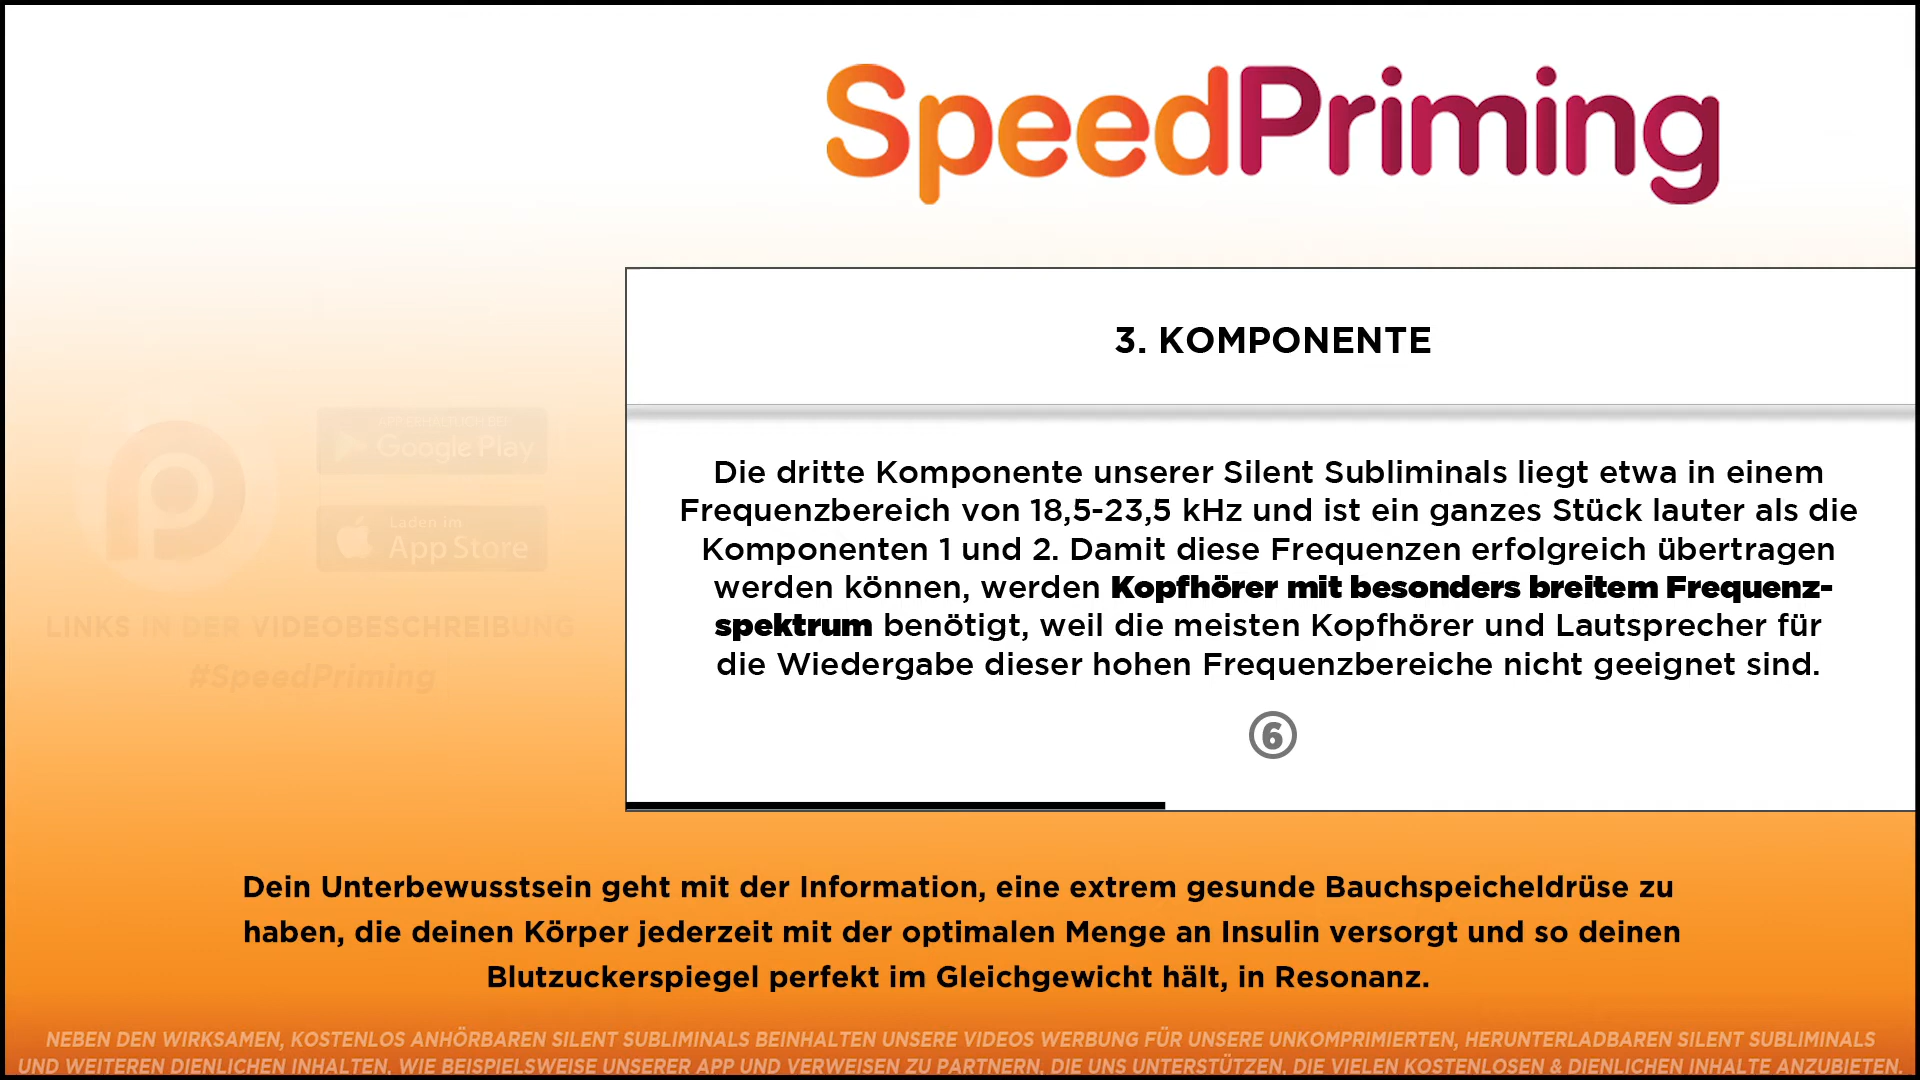 SpeedPriming
3. KOMPONENTE
Die dritte Komponente unserer Silent Subliminals liegt etwa in einem
Frequenzbereich von 18,5-23,5 kHz und ist ein ganzes Stück lauter als die
Komponenten 1 und 2. Damit diese Frequenzen erfolgreich übertragen
werden können, werden Kopfhörer mit besonders breitem Frequenz-
spektrum benötigt, weil die meisten Kopfhörer und Lautsprecher für
die Wiedergabe dieser hohen Frequenzbereiche nicht geeignet sind.
6
Google Play
Laden im
App Store
LINKS IN DER VIDEOBESCHREIBUNG
#SpeedPriming
Dein Unterbewusstsein geht mit der Information, eine extrem gesunde Bauchspeicheldrüse zu
haben, die deinen Körper jederzeit mit der optimalen Menge an Insulin versorgt und so deinen
Blutzuckerspiegel perfekt im Gleichgewicht hält, in Resonanz.
NEBEN DEN WIRKSAMEN, KOSTENLOS ANHÖRBAREN SILENT SUBLIMINALS BEINHALTEN UNSERE VIDEOS WERBUNG FÜR UNSERE UNKOMPRIMIERTEN, HERUNTERLADBAREN SILENT SUBLIMINALS
UND WEITEREN DIENLICHEN INHALTEN, WIE BEISPIELSWEISE UNSERER APP UND VERWEISEN ZU PARTNERN, DIE UNS UNTERSTÜTZEN, DIE VIELEN KOSTENLOSEN & DIENLICHEN INHALTE ANZUBIETEN.